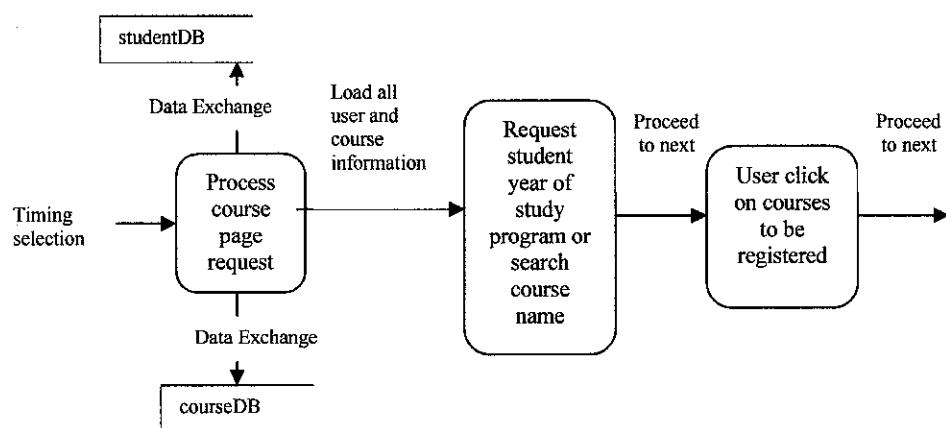 studentDB
Data Exchange
Load all
user and
course
information
Timing
selection
Process
course
page
request
Data Exchange
courseDB
Request
student
year of
study
program or
search
course
name
Proceed
to next
User click
on courses
to be
registered
Proceed
to next